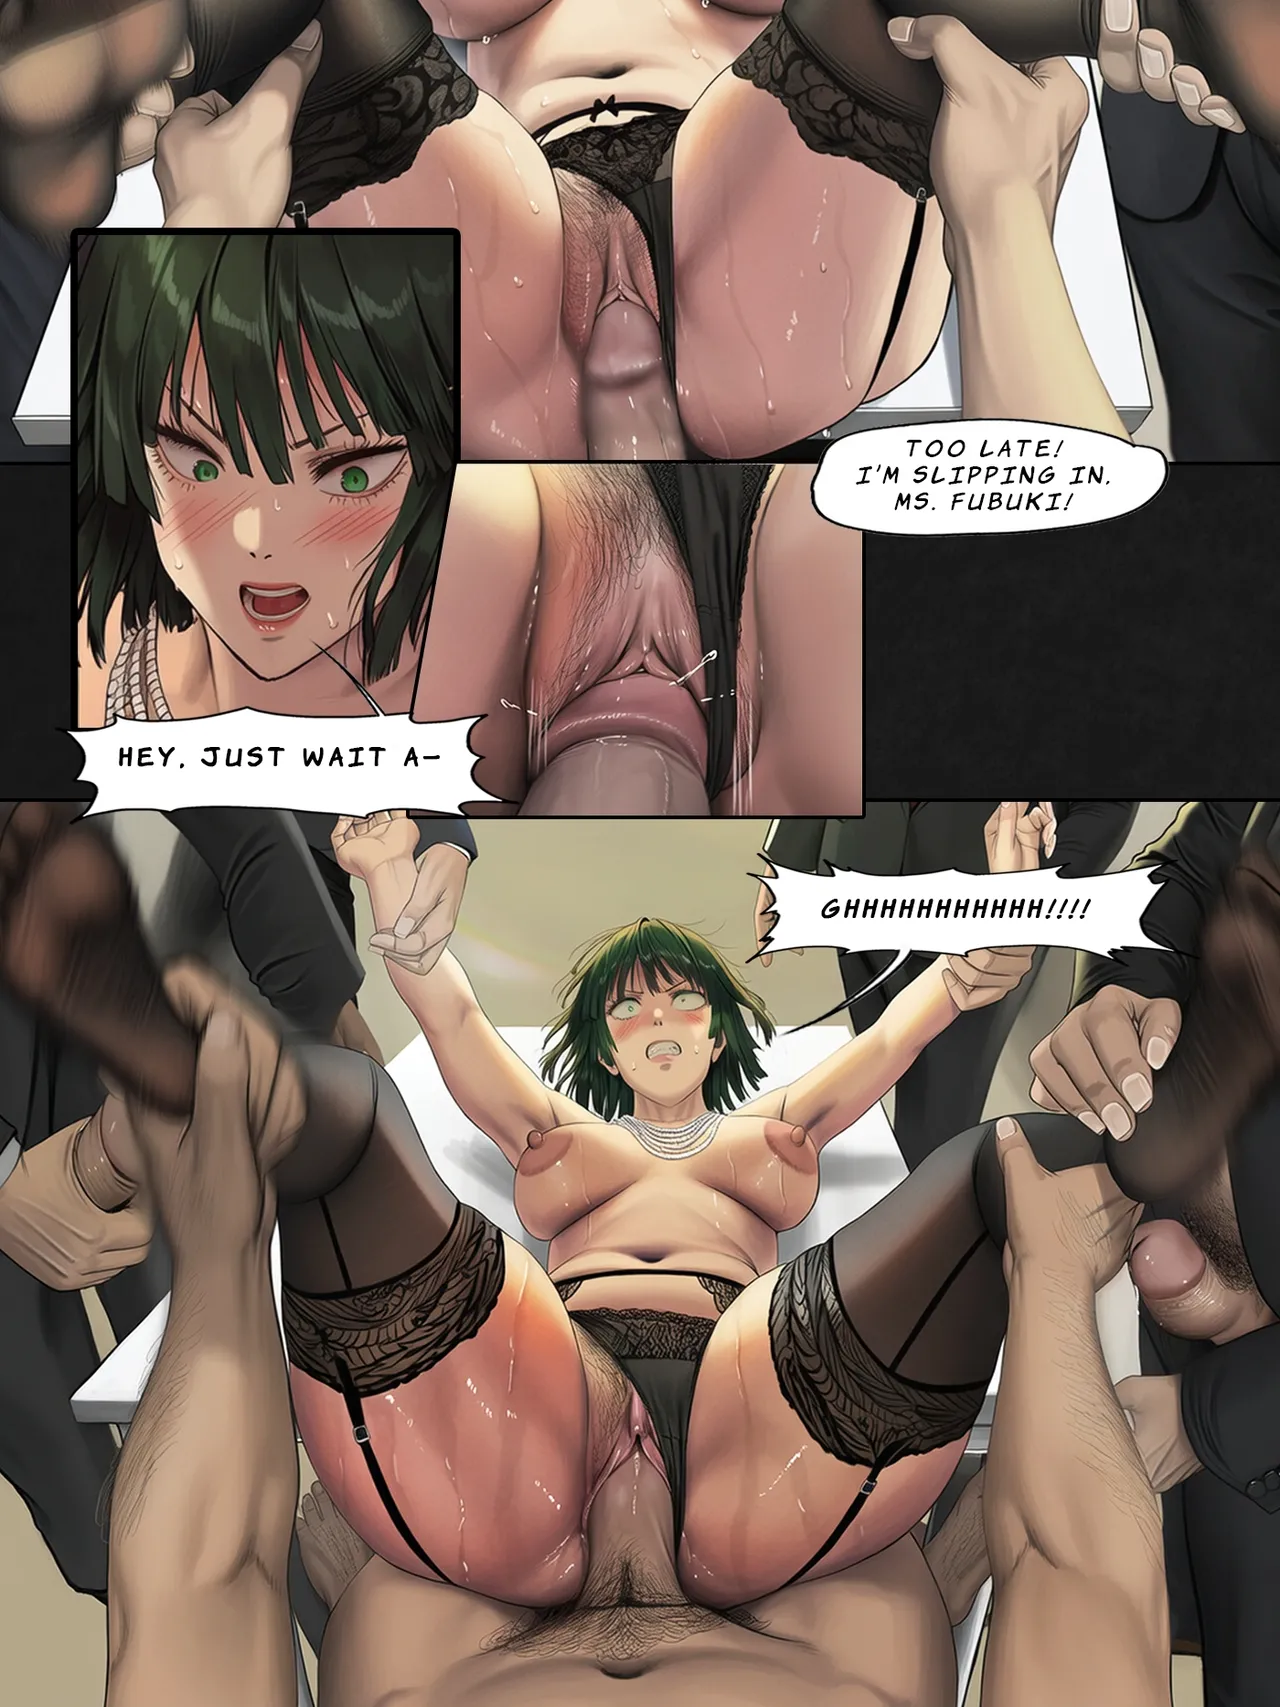 TOO LATE!
I'M SLIPPING IN,
MS. FUBUKI!
HEY, JUST WAIT A-
GHHHHHHHHHHH!!!!